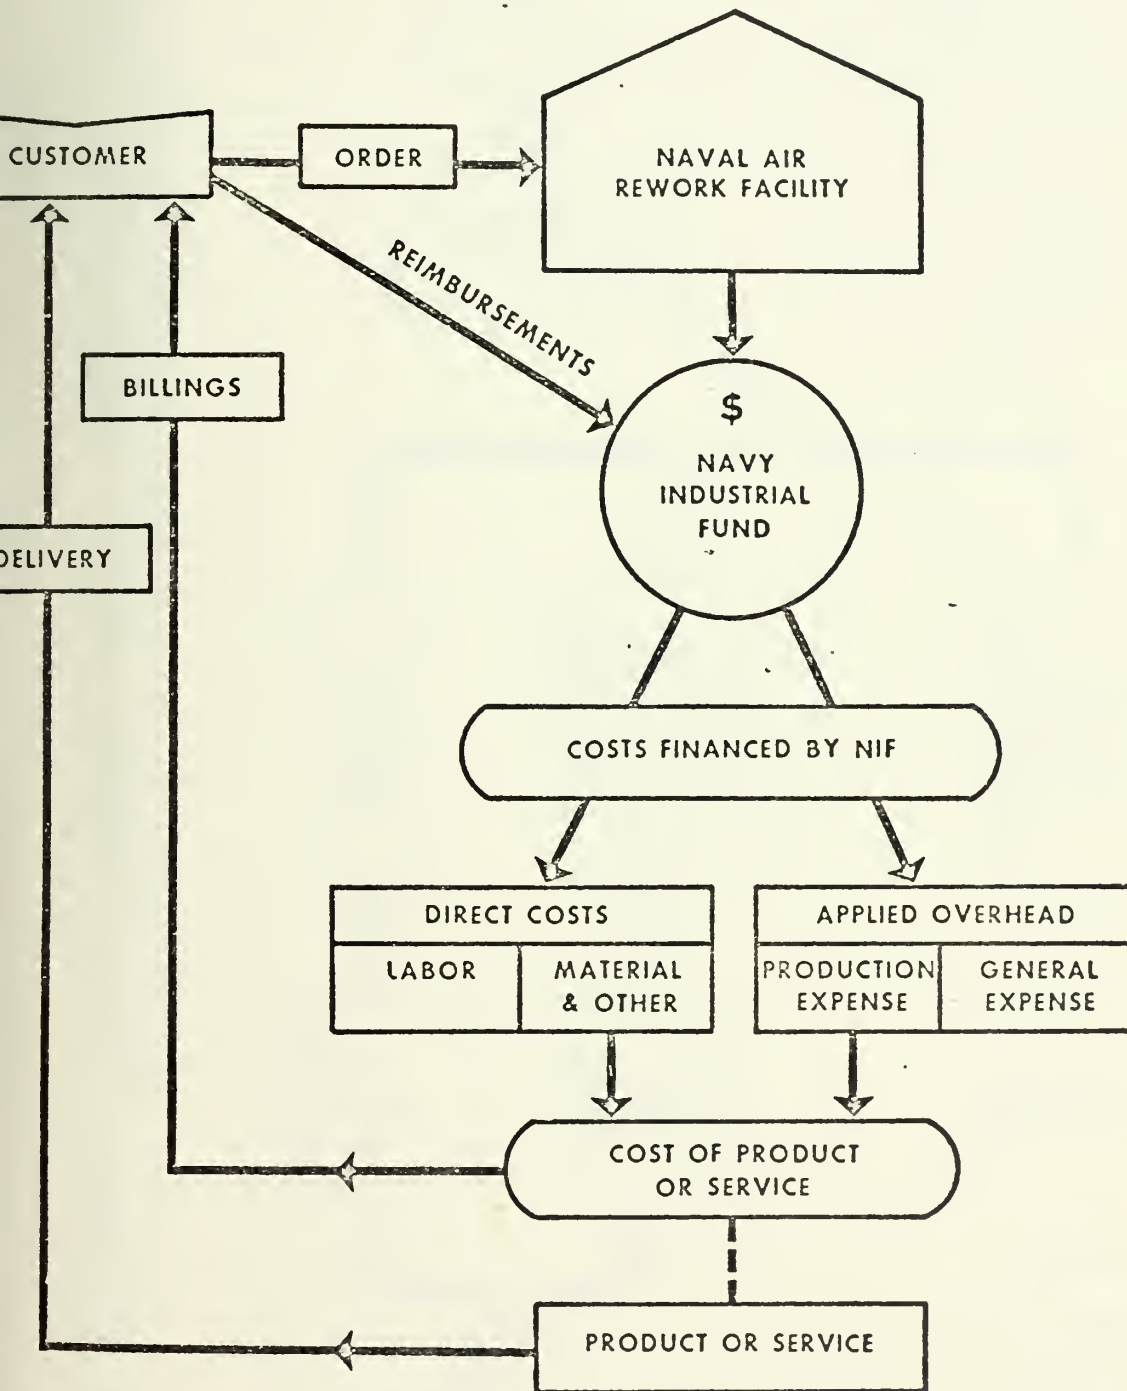 CUSTOMER
ORDER
NAVAL AIR
REWORK FACILITY
REIMBURSEMENTS
BILLINGS
$
NAVY
INDUSTRIAL
FUND
DELIVERY
COSTS FINANCED BY NIF
DIRECT COSTS
LABOR
MATERIAL
& OTHER
APPLIED OVERHEAD
PRODUCTION
EXPENSE
GENERAL
EXPENSE
COST OF PRODUCT
OR SERVICE
PRODUCT OR SERVICE